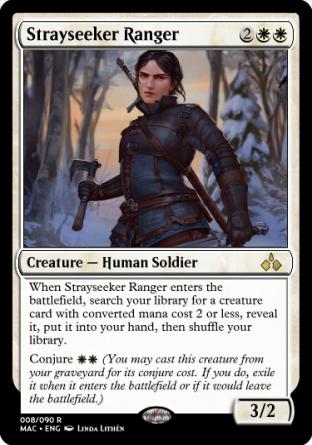 Strayseeker Ranger 2
Creature — Human Soldier
When Strayseeker Ranger enters the
battlefield, search your library for a creature
card with converted mana cost 2 or less, reveal
it, put it into your hand, then shuffle your
library.
Conjure (You may cast this creature
from your graveyard for its conjure cost. If you do, exile
it when it enters the battlefield or if it would leave
the battlefield.)
008/090 R
MAC • ENG Linda Lithén
3/2